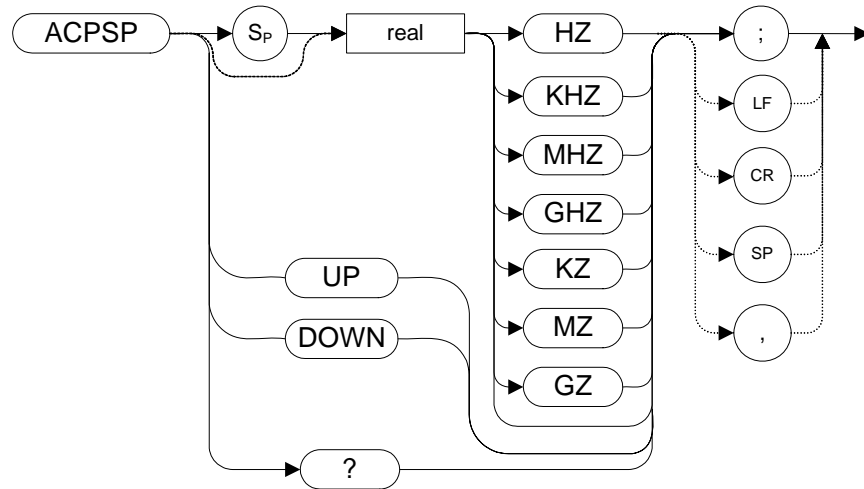 ACPSP SP real HZ ;
KHZ LF
MHZ CR
GHZ SP
KZ
UP
MZ ,
DOWN
GZ
?